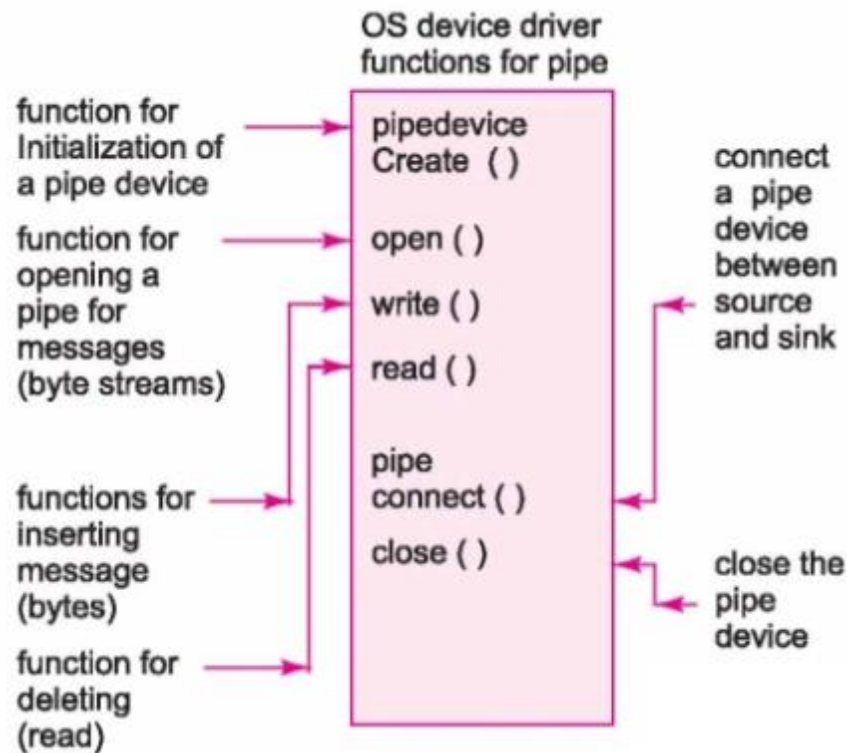 OS device driver
functions for pipe
function for
Initialization of
a pipe device
function for
opening a
pipe for
messages
(byte streams)
functions for
inserting
message
(bytes)
function for
deleting
(read)
pipedevice
Create ( )
open ( )
write ( )
read ( )
pipe
connect ( )
close ( )
connect
a pipe
device
between
source
and sink
close the
pipe
device